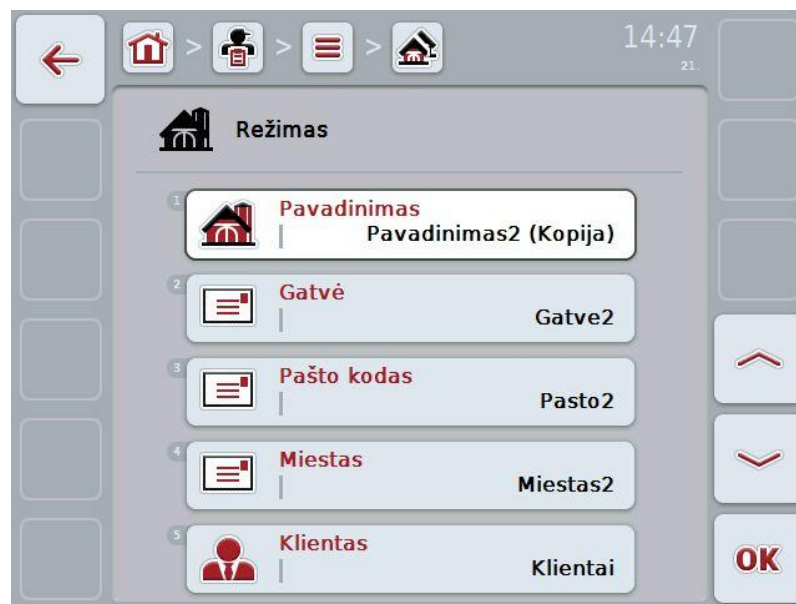 > > >
14:47
21.
Režimas
1
Pavadinimas
Pavadinimas2 (Kopija)
2
Gatvė
Gatve2
3
Pašto kodas
Pasto2
4
Miestas
Miestas2
5
Klientas
Klientai
OK